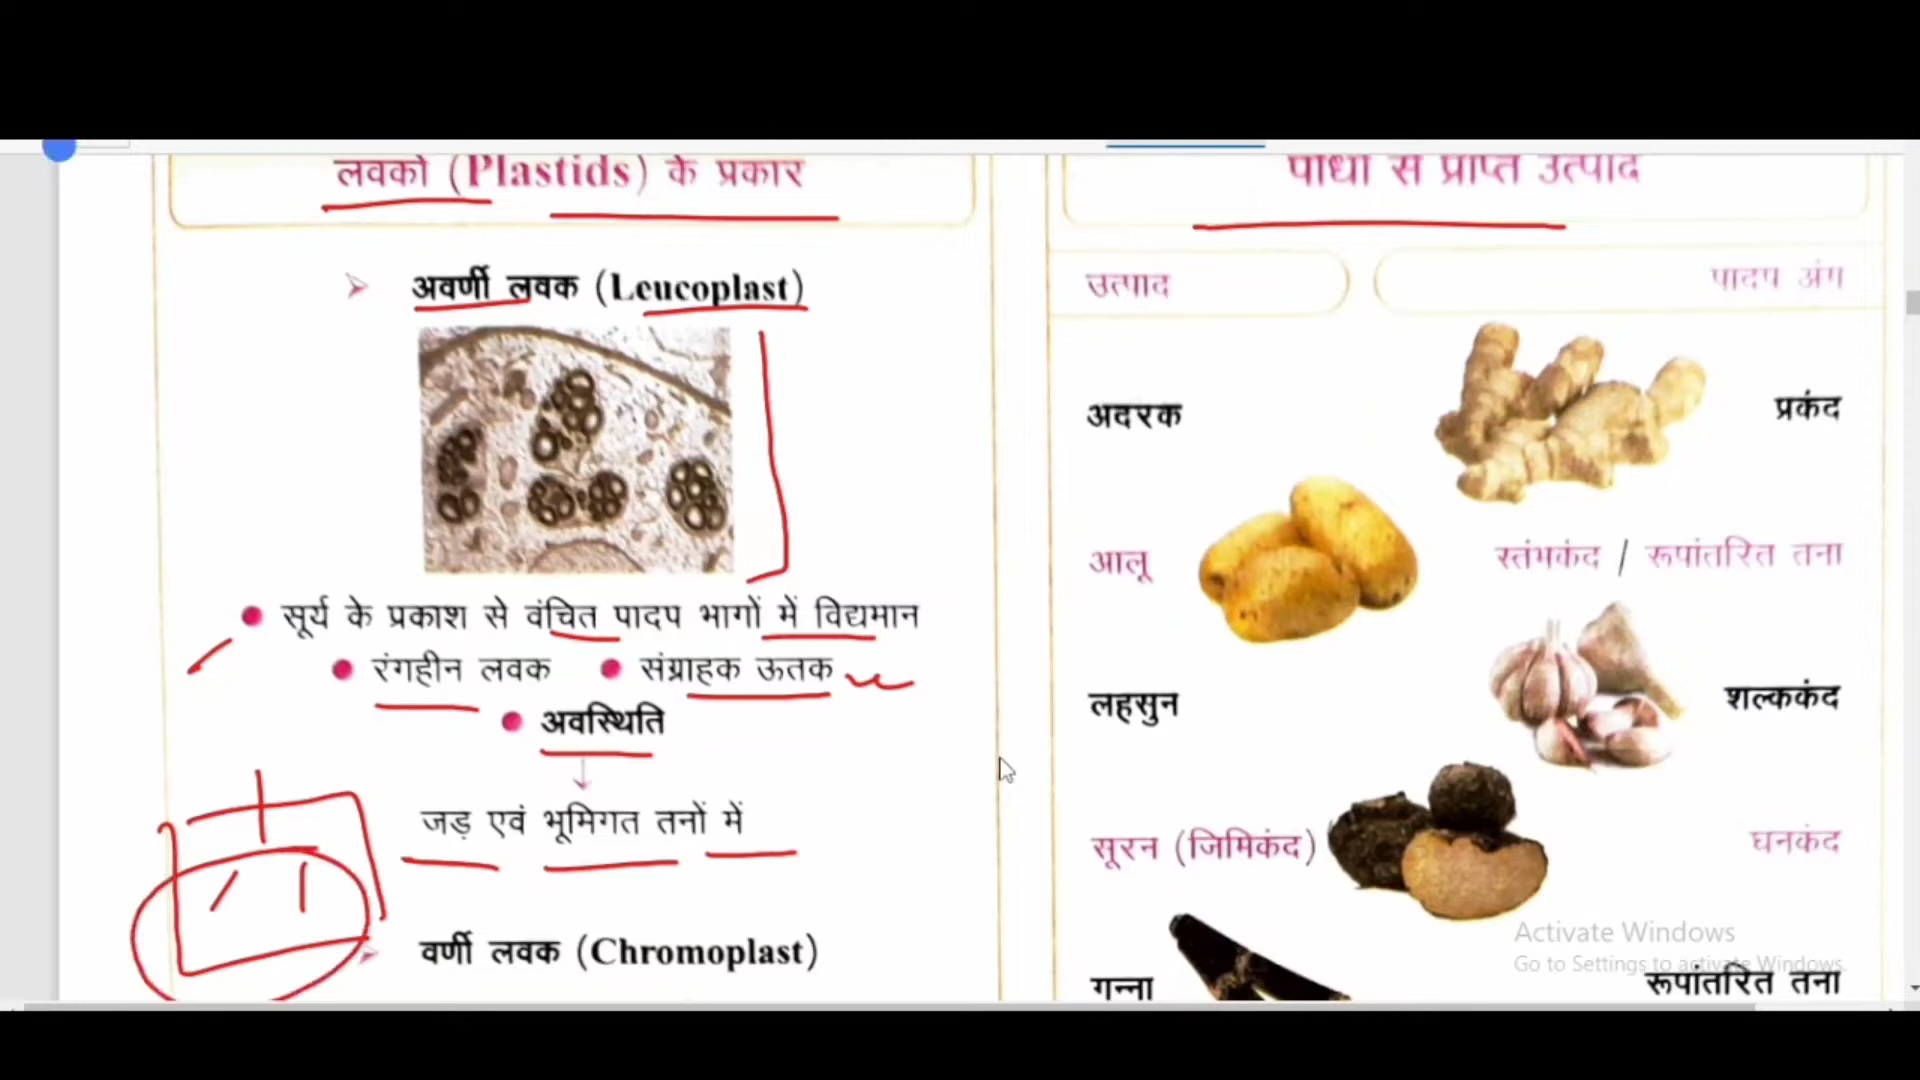 लवको (Plastids) के प्रकार
अवर्णी लवक (Leucoplast)
सूर्य के प्रकाश से वंचित पादप भागों में विद्यमान
रंगहीन लवक संग्राहक ऊतक
अवस्थिति
जड़ एवं भूमिगत तनों में
वर्णी लवक (Chromoplast)
पाधा से प्राप्त उत्पाद
उत्पाद पादप अंग
अदरक प्रकंद
आलू स्तंभकंद / रूपांतरित तना
लहसुन शल्ककंद
सूरन (जिमिकंद) घनकंद
गन्ना रूपांतरित तना
Activate Windows
Go to Settings to activate Windows.